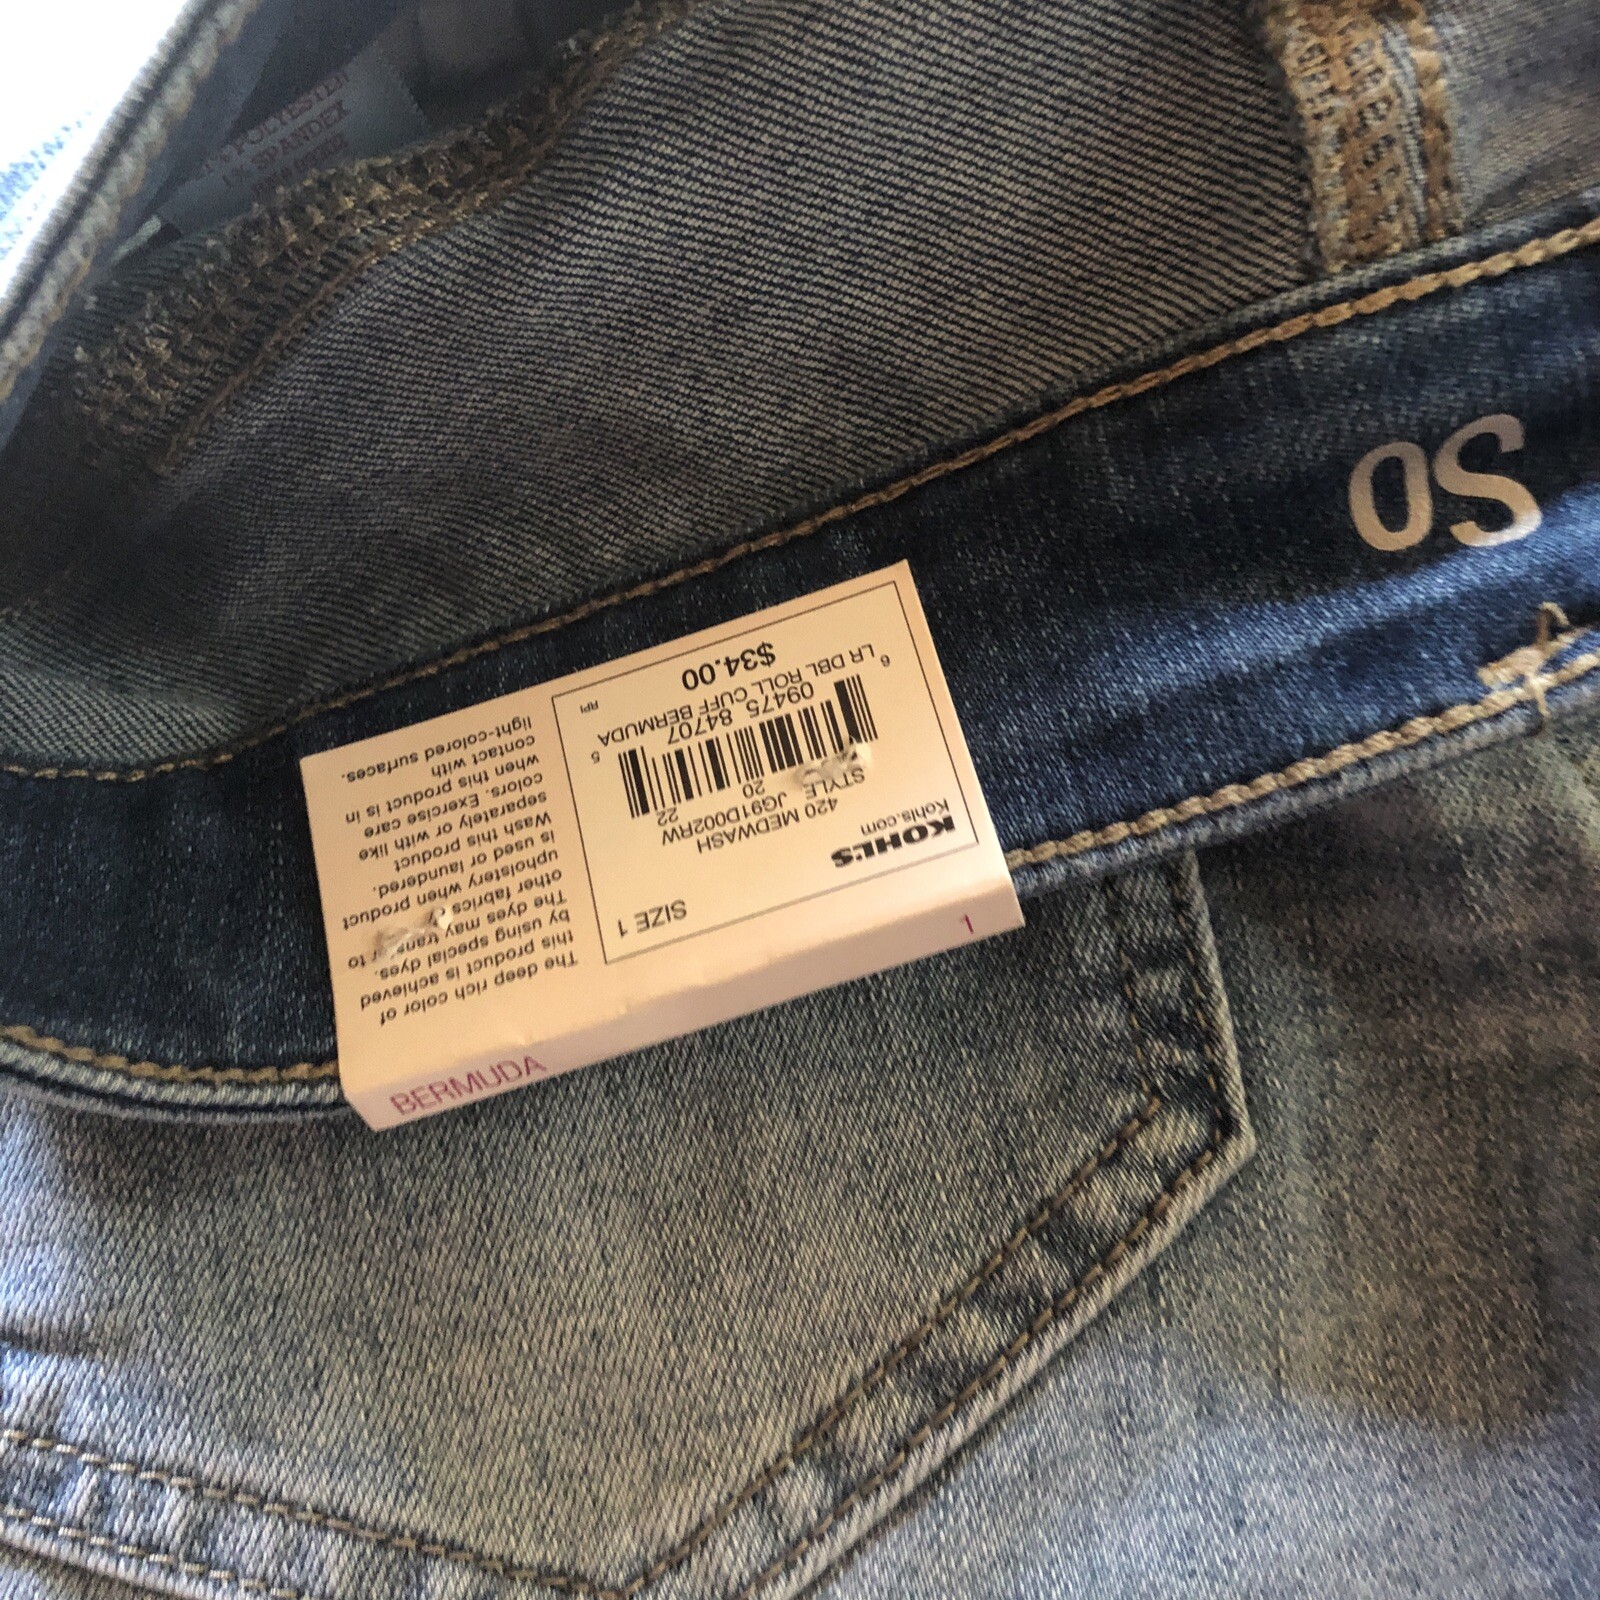 POLYESTER
1% SPANDEX
SO
BERMUDA
1
The deep rich color of
this product is achieved
by using special dyes.
The dyes may to
other fabrics
upholstery when product
is used or laundered.
Wash this product
separately or with like
colors. Exercise care
when this product is in
contact with
light-colored surfaces.
SIZE 1
KOHL'S
Kohls.com
420 MEDWASH
STYLE JG91D002RW
20 22
6 09475 84707 5
LR DBL ROLL CUFF BERMUDA
RPI
$34.00